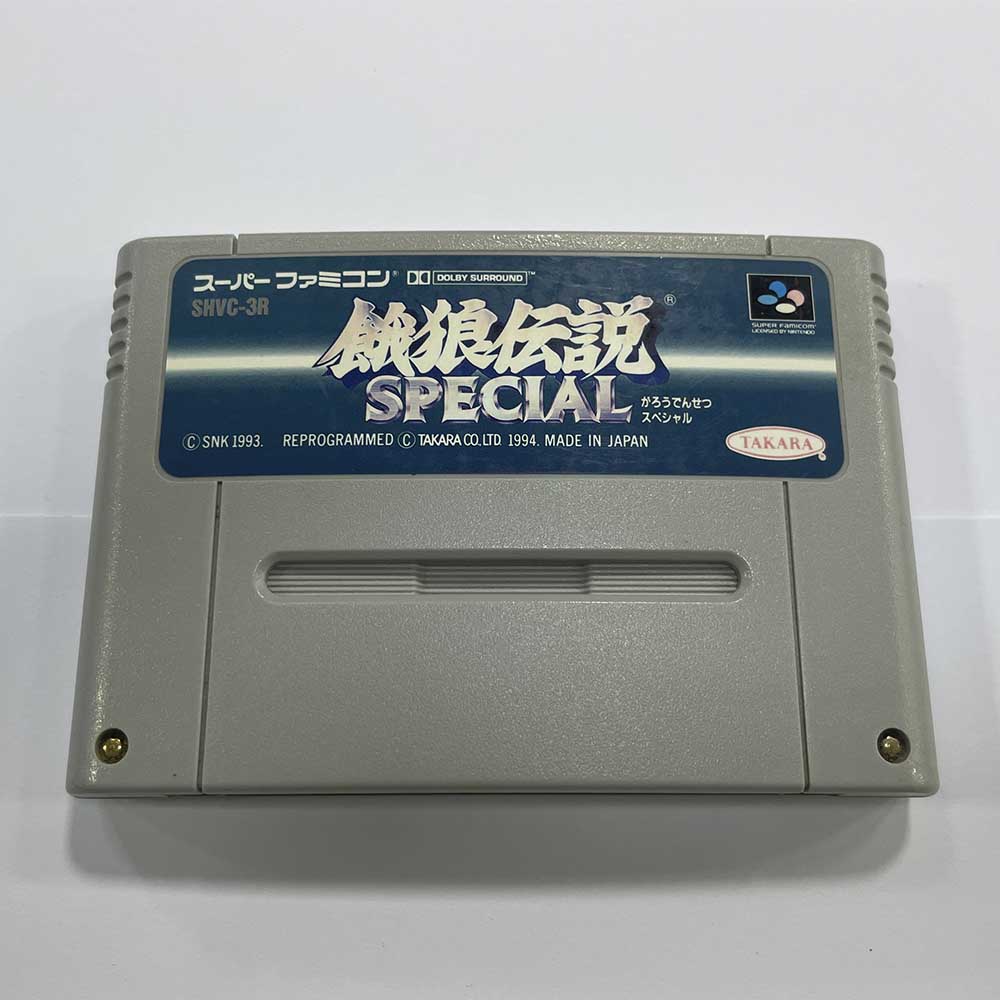 スーパーファミコン® DOLBY SURROUND™
SHVC-3R
餓狼伝説®
SPECIAL
がろうでんせつ
スペシャル
SUPER FAMICOM®
LICENSED BY NINTENDO
© SNK 1993. REPROGRAMMED © TAKARA CO.,LTD. 1994. MADE IN JAPAN
TAKARA®